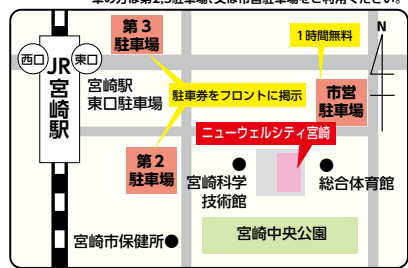 車の方は第2,3駐車場、又は市営駐車場をご利用ください。
第３
駐車場
1時間無料
N
西口
JR
宮崎駅
東口
宮崎駅
東口駐車場
駐車券をフロントに掲示
市営
駐車場
ニューウェルシティ宮崎
第２
駐車場
宮崎科学
技術館
総合体育館
宮崎市保健所
宮崎中央公園